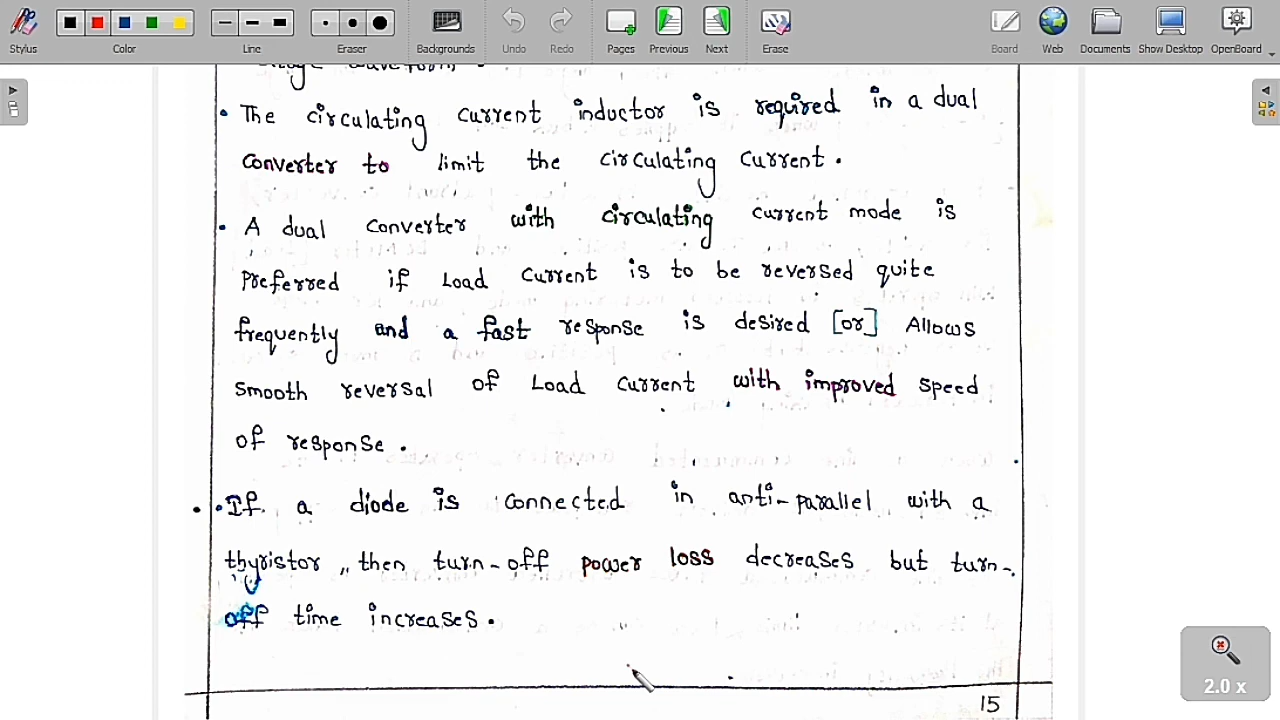 Stylus
Color
Line
Eraser
Backgrounds
Undo
Redo
Pages
Previous
Next
Erase
Board
Web
Documents
Show Desktop
OpenBoard
• The circulating current inductor is required in a dual
converter to limit the circulating current.
• A dual converter with circulating current mode is
Preferred if Load current is to be reversed quite
frequently and a fast response is desired [or] Allows
smooth reversal of Load current with improved speed
of response.
• If a diode is connected in anti-parallel with a
thyristor, then turn-off power loss decreases but turn-
off time increases.
15
2.0 x